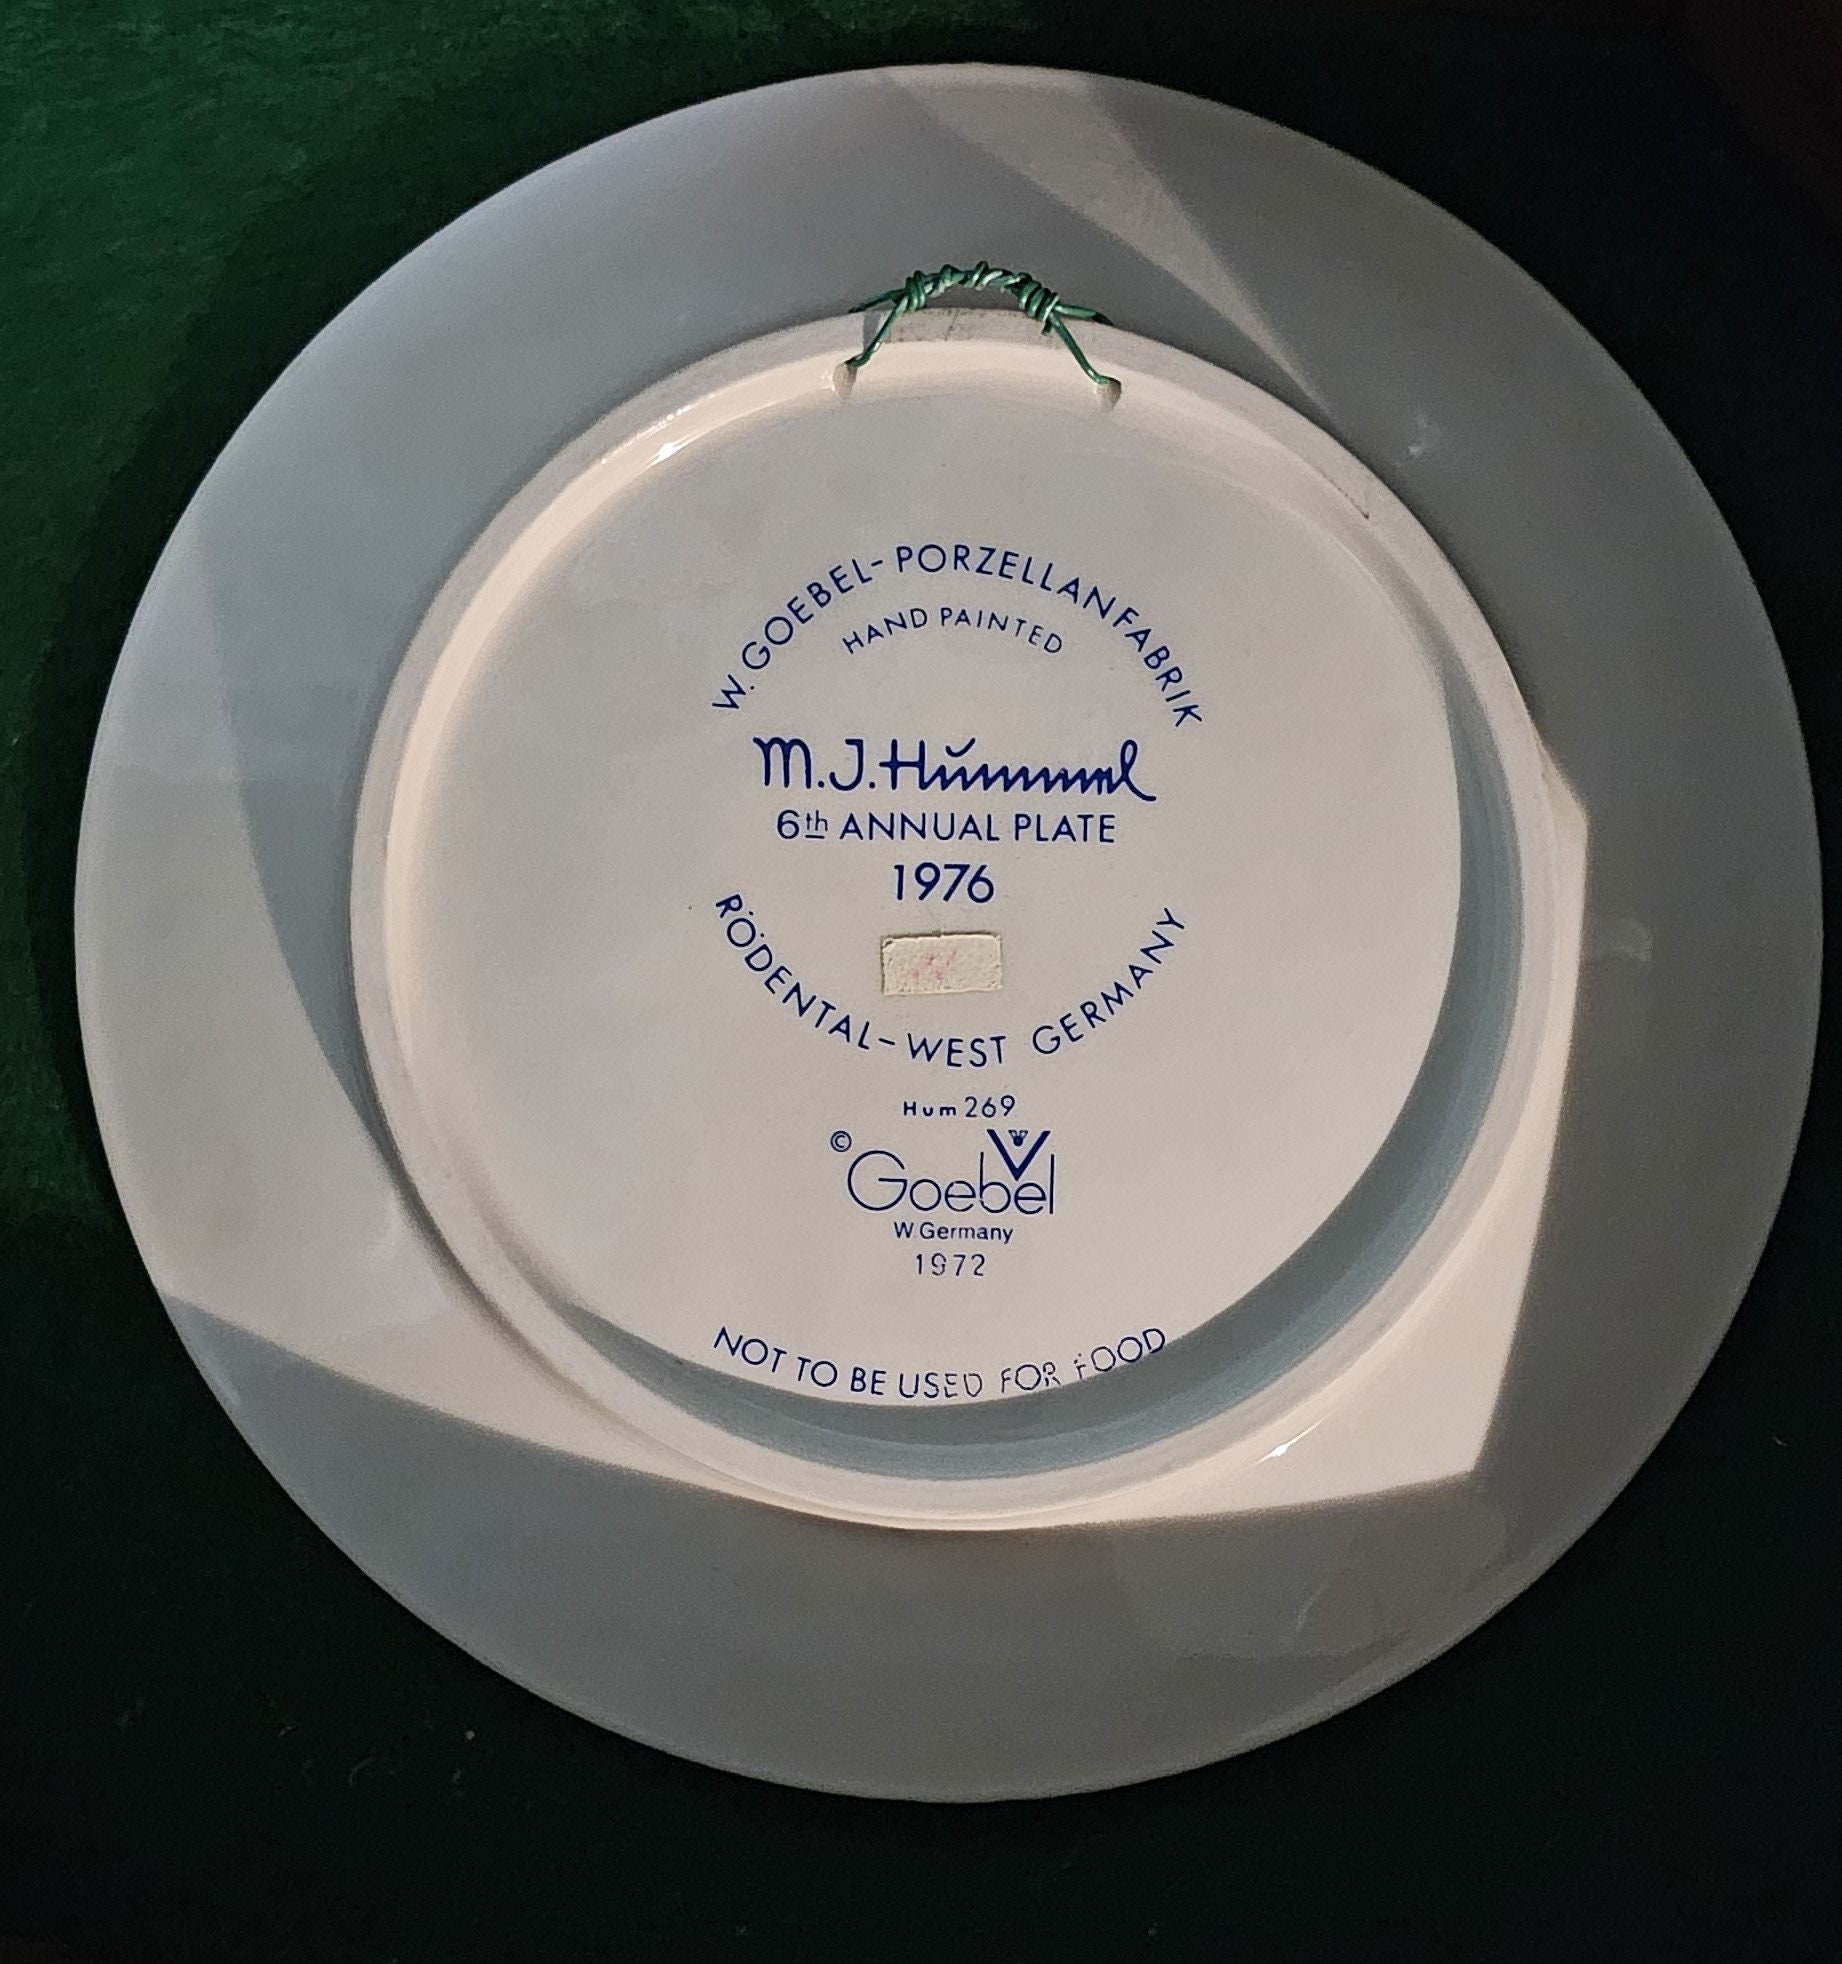 W. GOEBEL-PORZELLANFABRIK
HAND PAINTED
M.J. Hummel
6th ANNUAL PLATE
1976
RÖDENTAL-WEST GERMANY
Hum 269
© Goebel
W. Germany
1972
NOT TO BE USED FOR FOOD